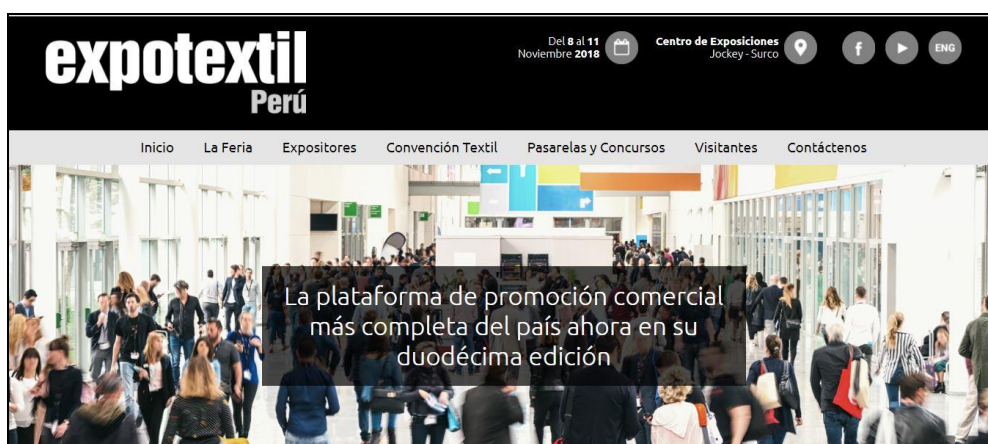 expotextil
Perú
Del 8 al 11
Noviembre 2018
Centro de Exposiciones
Jockey - Surco
f
ENG
Inicio La Feria Expositores Convención Textil Pasarelas y Concursos Visitantes Contáctenos
La plataforma de promoción comercial
más completa del país ahora en su
duodécima edición